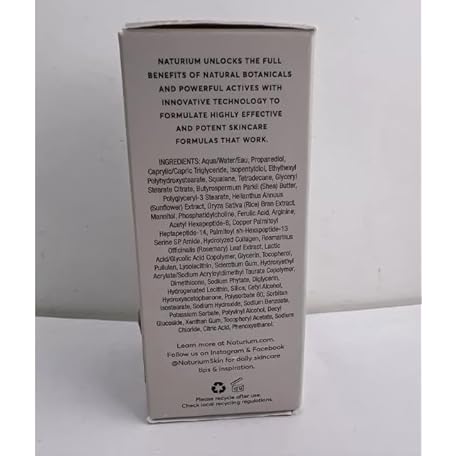 NATURIUM UNLOCKS THE FULL
BENEFITS OF NATURAL BOTANICALS
AND POWERFUL ACTIVES WITH
INNOVATIVE TECHNOLOGY TO
FORMULATE HIGHLY EFFECTIVE
AND POTENT SKINCARE
FORMULAS THAT WORK.
INGREDIENTS: Aqua/Water/Eau, Propanediol,
Caprylic/Capric Triglyceride, Isopentyldiol, Ethylhexyl
Polyhydroxystearate, Squalane, Tetradecane, Glyceryl
Stearate Citrate, Butyrospermum Parkii (Shea) Butter,
Polyglyceryl-3 Stearate, Helianthus Annuus
(Sunflower) Extract, Oryza Sativa (Rice) Bran Extract,
Mannitol, Phosphatidylcholine, Ferulic Acid, Arginine,
Acetyl Hexapeptide-8, Copper Palmitoyl
Heptapeptide-14, Palmitoyl sh-Heptapeptide-13
Serine SP Amide, Hydrolyzed Collagen, Rosmarinus
Officinalis (Rosemary) Leaf Extract, Lactic
Acid/Glycolic Acid Copolymer, Glycerin, Tocopherol,
Pullulan, Lysolecithin, Sclerotium Gum, Hydroxyethyl
Acrylate/Sodium Acryloyldimethyl Taurate Copolymer,
Dimethicone, Sodium Phytate, Diglycerin,
Hydrogenated Lecithin, Silica, Cetyl Alcohol,
Hydroxyacetophenone, Polysorbate 60, Sorbitan
Isostearate, Sodium Hydroxide, Sodium Benzoate,
Potassium Sorbate, Polyvinyl Alcohol, Decyl
Glucoside, Xanthan Gum, Tocopheryl Acetate, Sodium
Chloride, Citric Acid, Phenoxyethanol.
Learn more at Naturium.com.
Follow us on Instagram & Facebook
@NaturiumSkin for daily skincare
tips & inspiration.
Please recycle after use.
Check local recycling regulations.